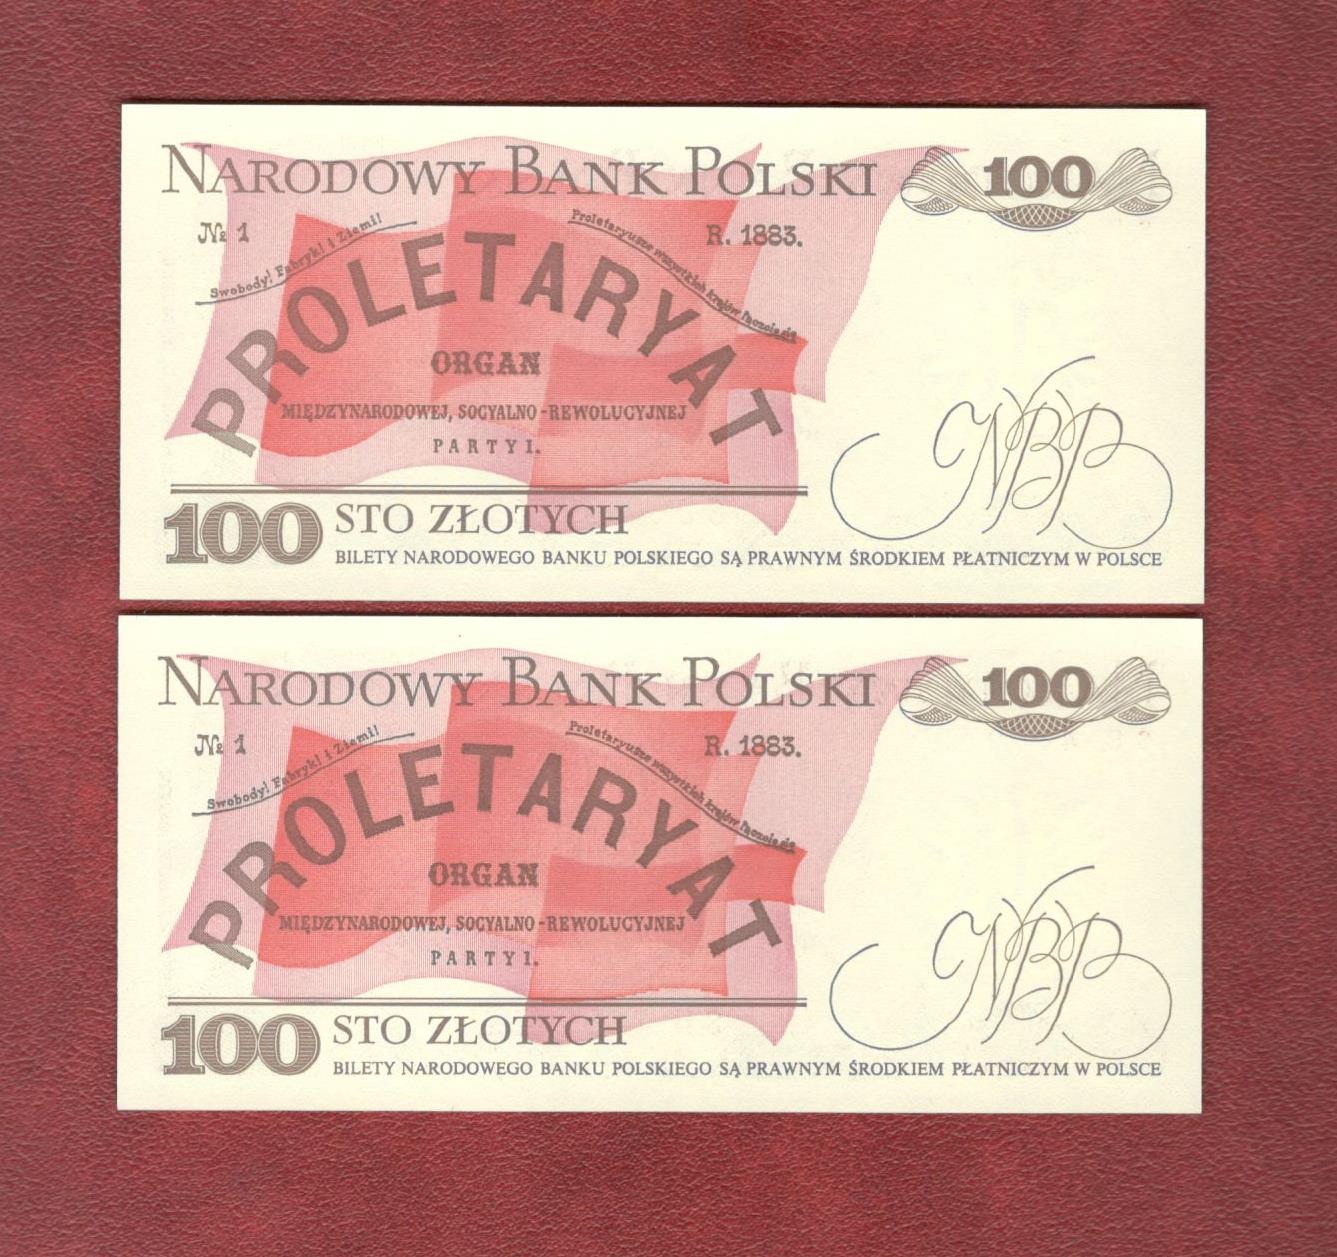 NARODOWY BANK POLSKI 100
№ 1 Swobody! Fabryk! i Ziemi! Proletaryusze wszystkich krajów łączcie się R. 1883.
PROLETARYAT
ORGAN
MIĘDZYNARODOWEJ, SOCYALNO-REWOLUCYJNEJ
PARTYI.
NBP
100 STO ZŁOTYCH
BILETY NARODOWEGO BANKU POLSKIEGO SĄ PRAWNYM ŚRODKIEM PŁATNICZYM W POLSCE
NARODOWY BANK POLSKI 100
№ 1 Swobody! Fabryk! i Ziemi! Proletaryusze wszystkich krajów łączcie się R. 1883.
PROLETARYAT
ORGAN
MIĘDZYNARODOWEJ, SOCYALNO-REWOLUCYJNEJ
PARTYI.
NBP
100 STO ZŁOTYCH
BILETY NARODOWEGO BANKU POLSKIEGO SĄ PRAWNYM ŚRODKIEM PŁATNICZYM W POLSCE